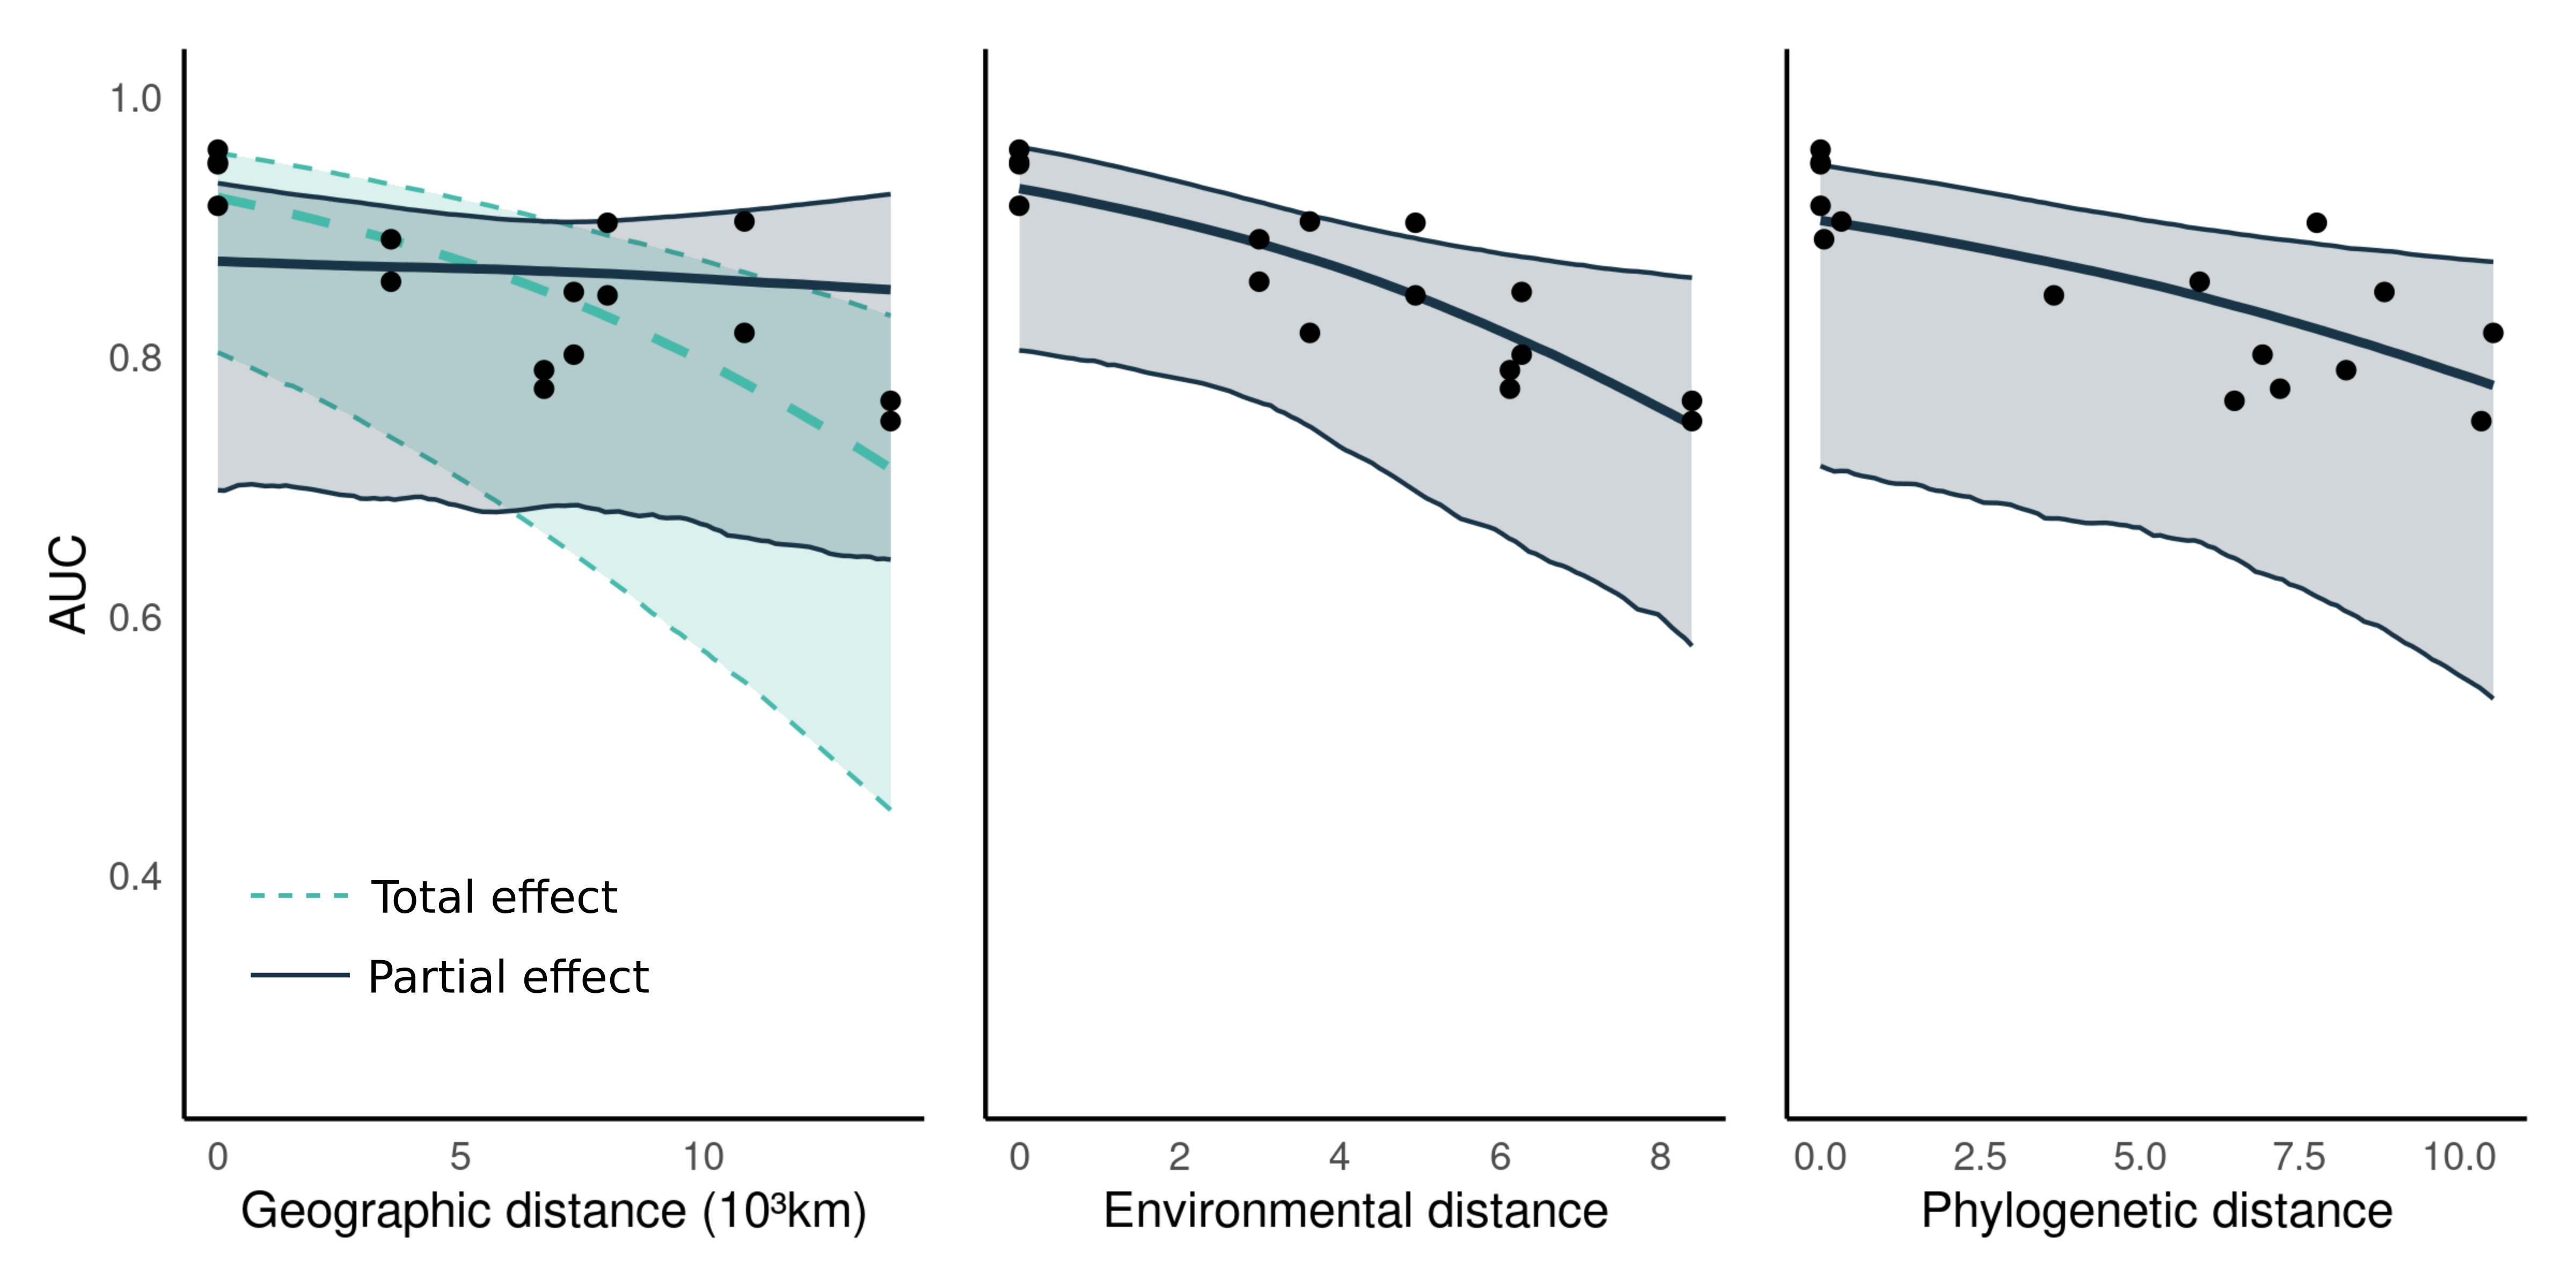 AUC
1.0
0.8
0.6
0.4
Total effect
Partial effect
0 5 10
Geographic distance (10³km)
0 2 4 6 8
Environmental distance
0.0 2.5 5.0 7.5 10.0
Phylogenetic distance